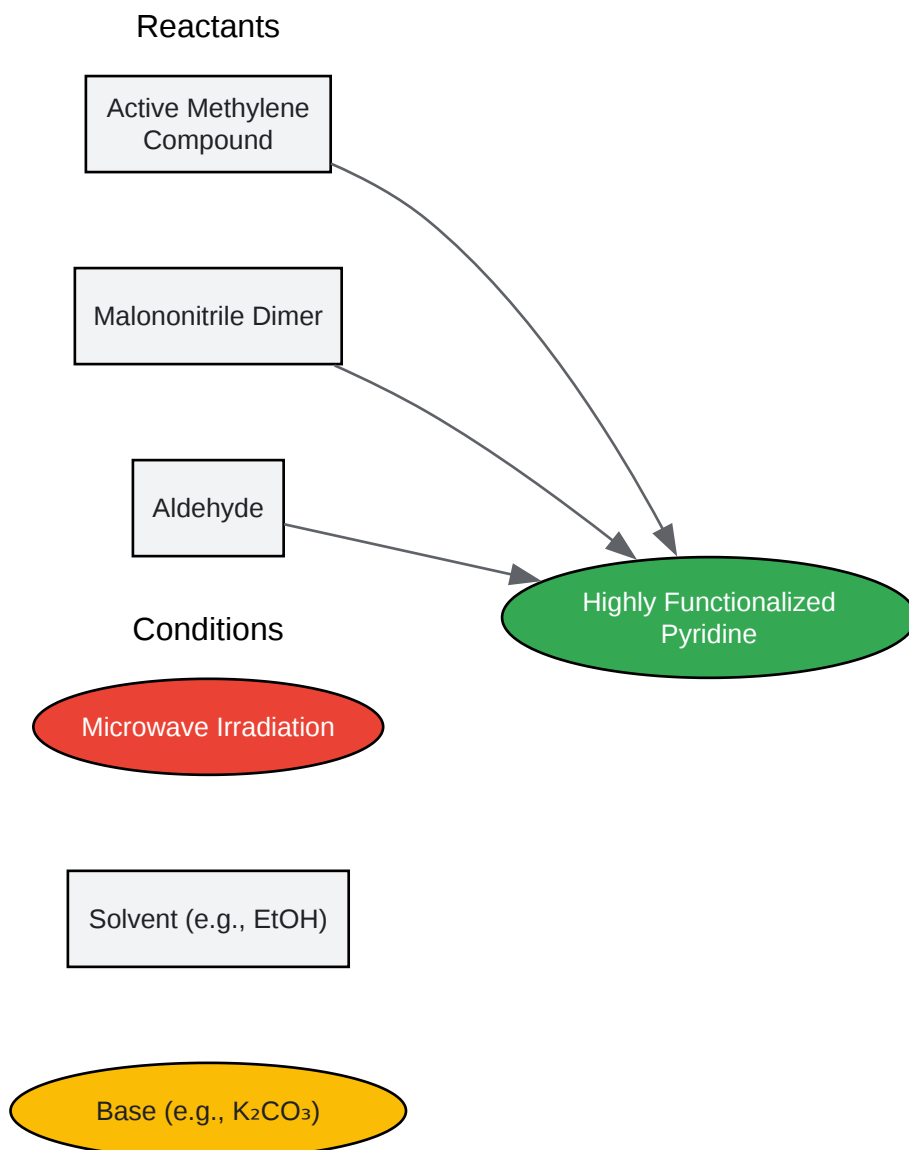 Reactants
Active Methylene
Compound
Malononitrile Dimer
Aldehyde
Highly Functionalized
Pyridine
Conditions
Microwave Irradiation
Solvent (e.g., EtOH)
Base (e.g., K₂CO₃)